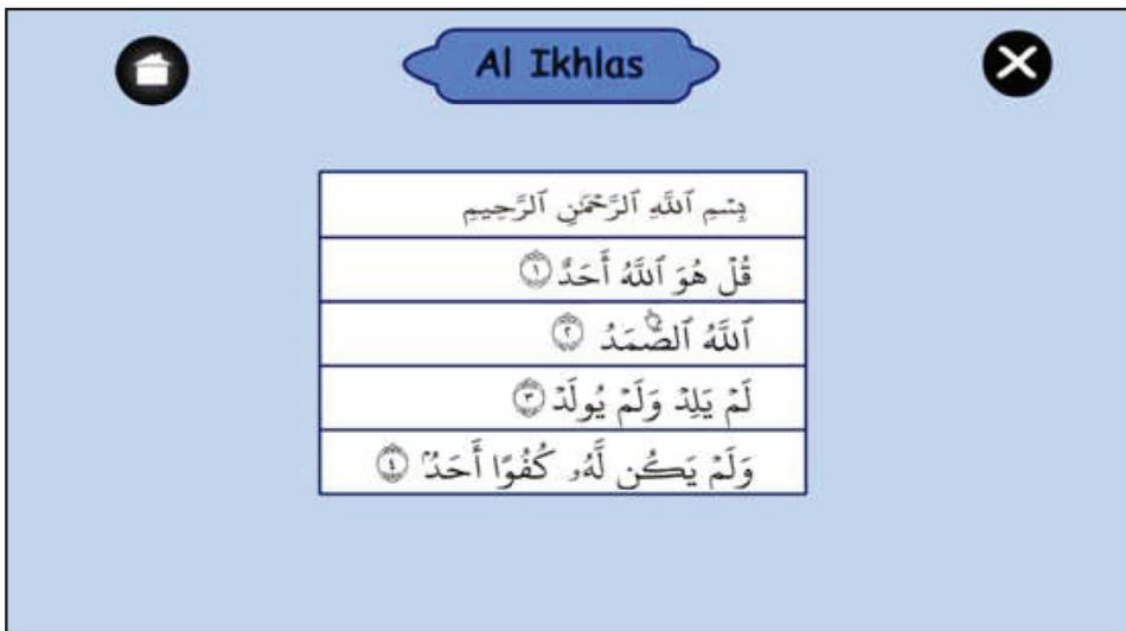 Al Ikhlas
بِسْمِ ٱللَّهِ ٱلرَّحْمَٰنِ ٱلرَّحِيمِ
قُلْ هُوَ ٱللَّهُ أَحَدٌ ١
ٱللَّهُ ٱلصَّمَدُ ٢
لَمْ يَلِدْ وَلَمْ يُولَدْ ٣
وَلَمْ يَكُن لَّهُۥ كُفُوًا أَحَدٌۢ ٤